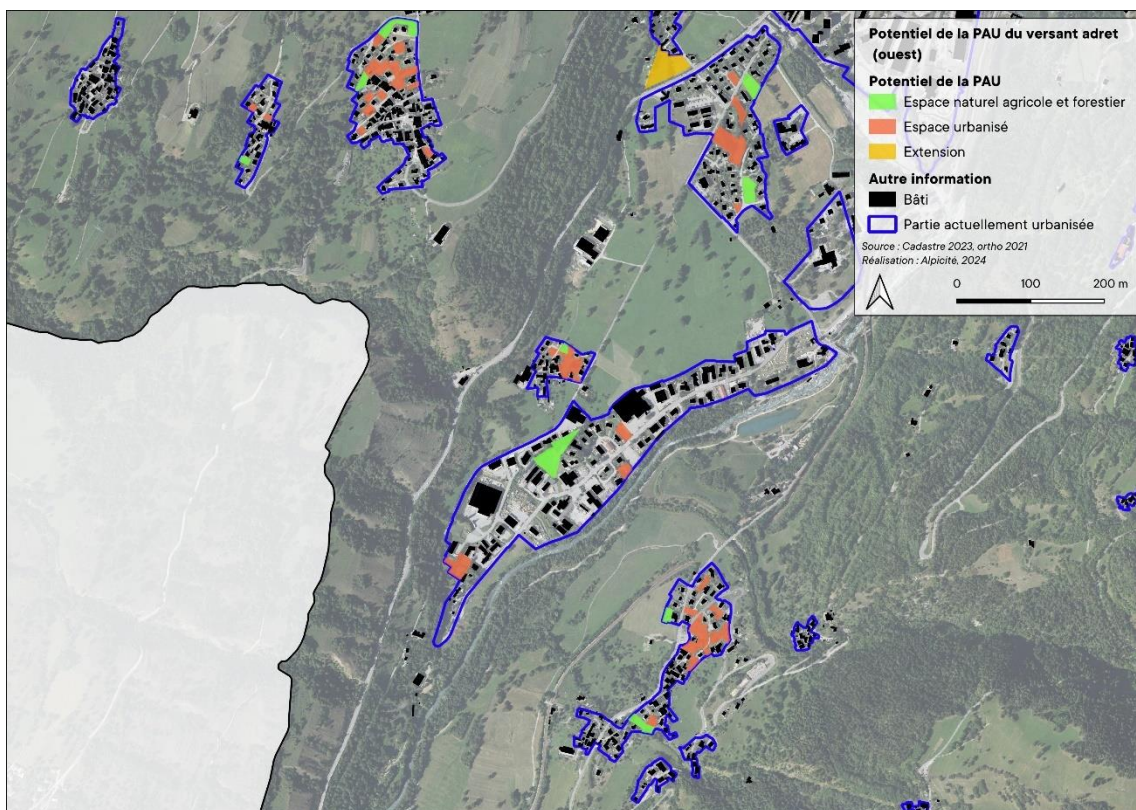 Potentiel de la PAU du versant adret
(ouest)
Potentiel de la PAU
Espace naturel agricole et forestier
Espace urbanisé
Extension
Autre information
Bâti
Partie actuellement urbanisée
Source : Cadastre 2023, ortho 2021
Réalisation : Alpicité, 2024
0 100 200 m